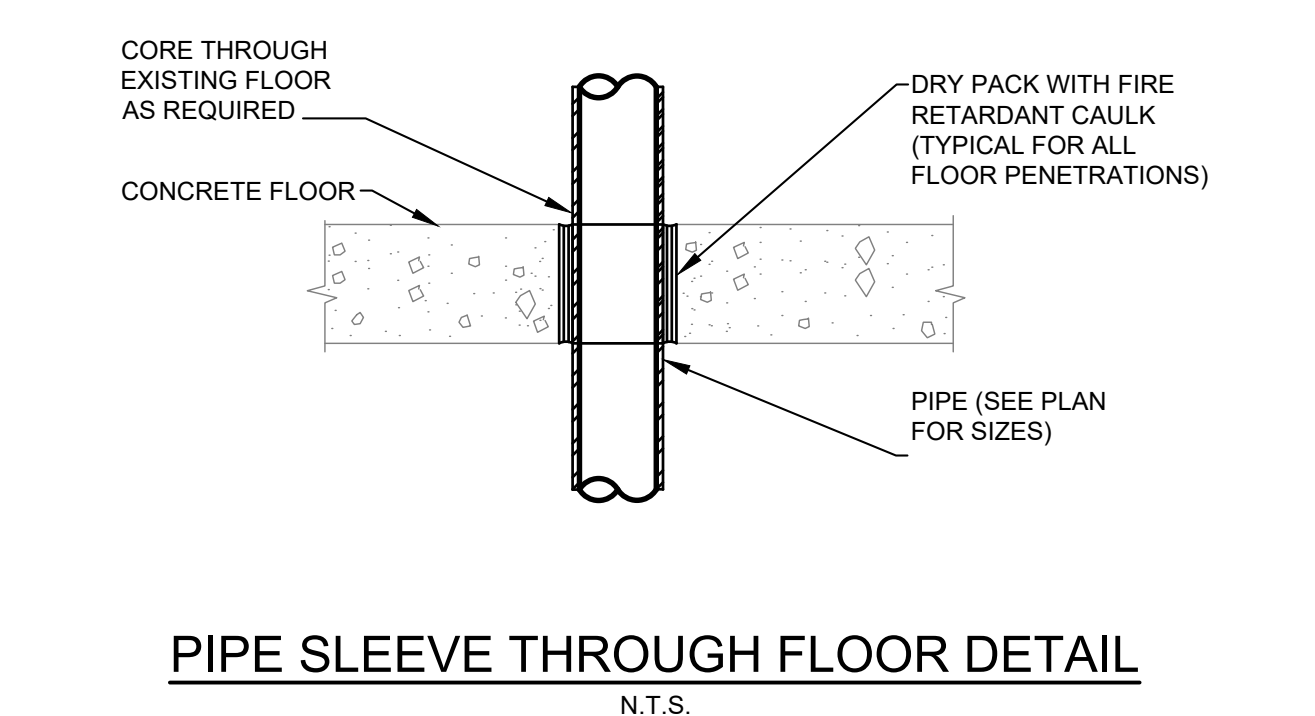 CORE THROUGH
EXISTING FLOOR
AS REQUIRED
CONCRETE FLOOR
DRY PACK WITH FIRE
RETARDANT CAULK
(TYPICAL FOR ALL
FLOOR PENETRATIONS)
PIPE (SEE PLAN
FOR SIZES)
PIPE SLEEVE THROUGH FLOOR DETAIL
N.T.S.